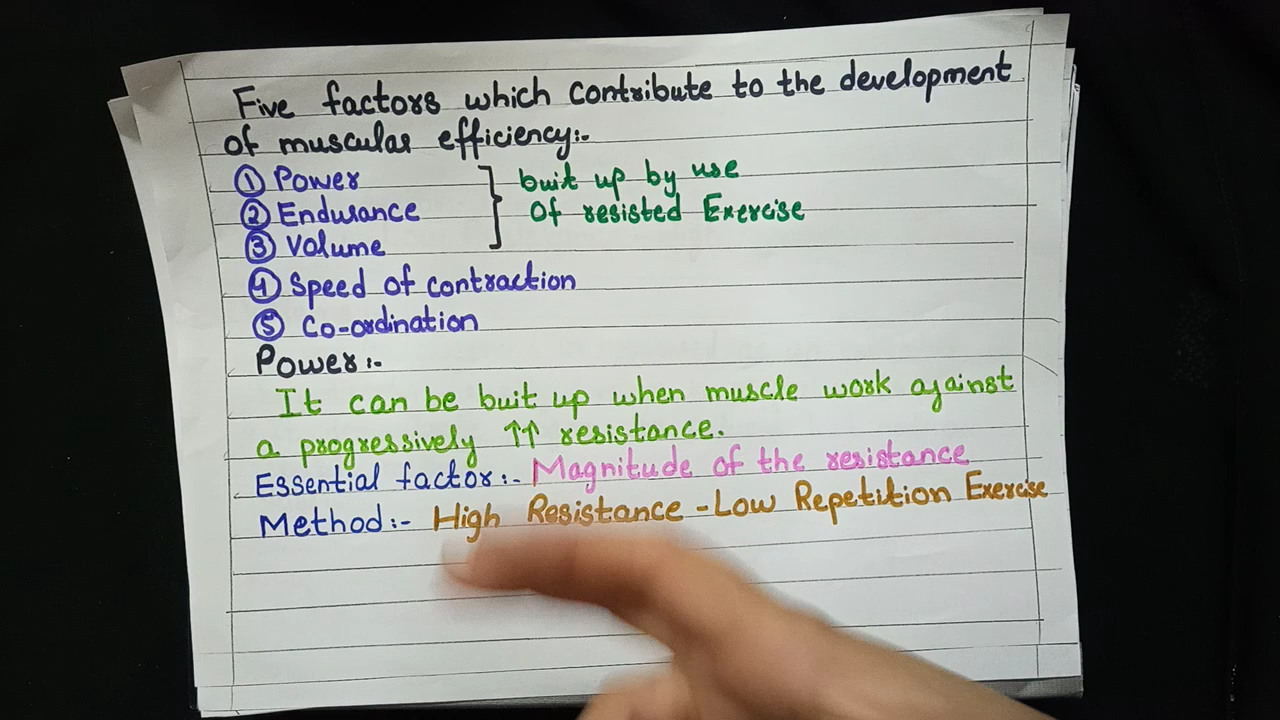 Five factors which contribute to the development
of muscular efficiency:-
① Power
buit up by use
② Endurance
Of resisted Exercise
③ Volume
④ Speed of contraction
⑤ Co-ordination
Power:-
It can be buit up when muscle work against
a progressively ↑↑ resistance.
Essential factor:- Magnitude of the resistance
Method:- High Resistance - Low Repetition Exercise